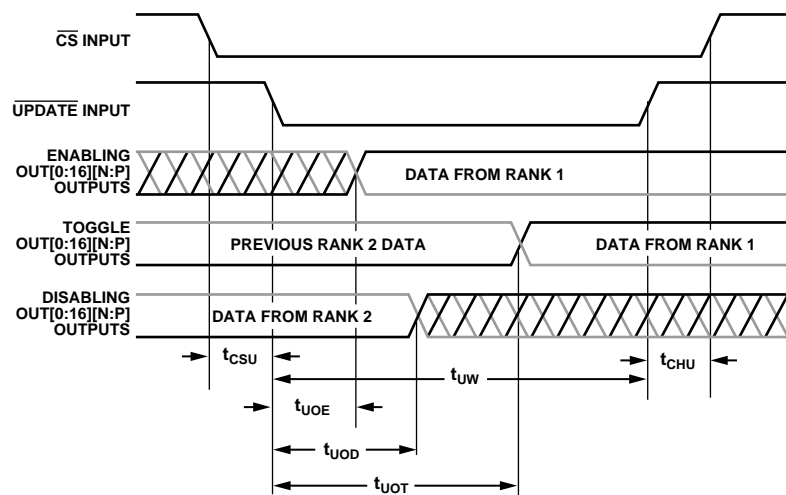 CS INPUT
UPDATE INPUT
ENABLING
OUT[0:16][N:P]
OUTPUTS
DATA FROM RANK 1
TOGGLE
OUT[0:16][N:P]
OUTPUTS
PREVIOUS RANK 2 DATA
DATA FROM RANK 1
DISABLING
OUT[0:16][N:P]
OUTPUTS
DATA FROM RANK 2
tCSU
tUW
tCHU
tUOE
tUOD
tUOT